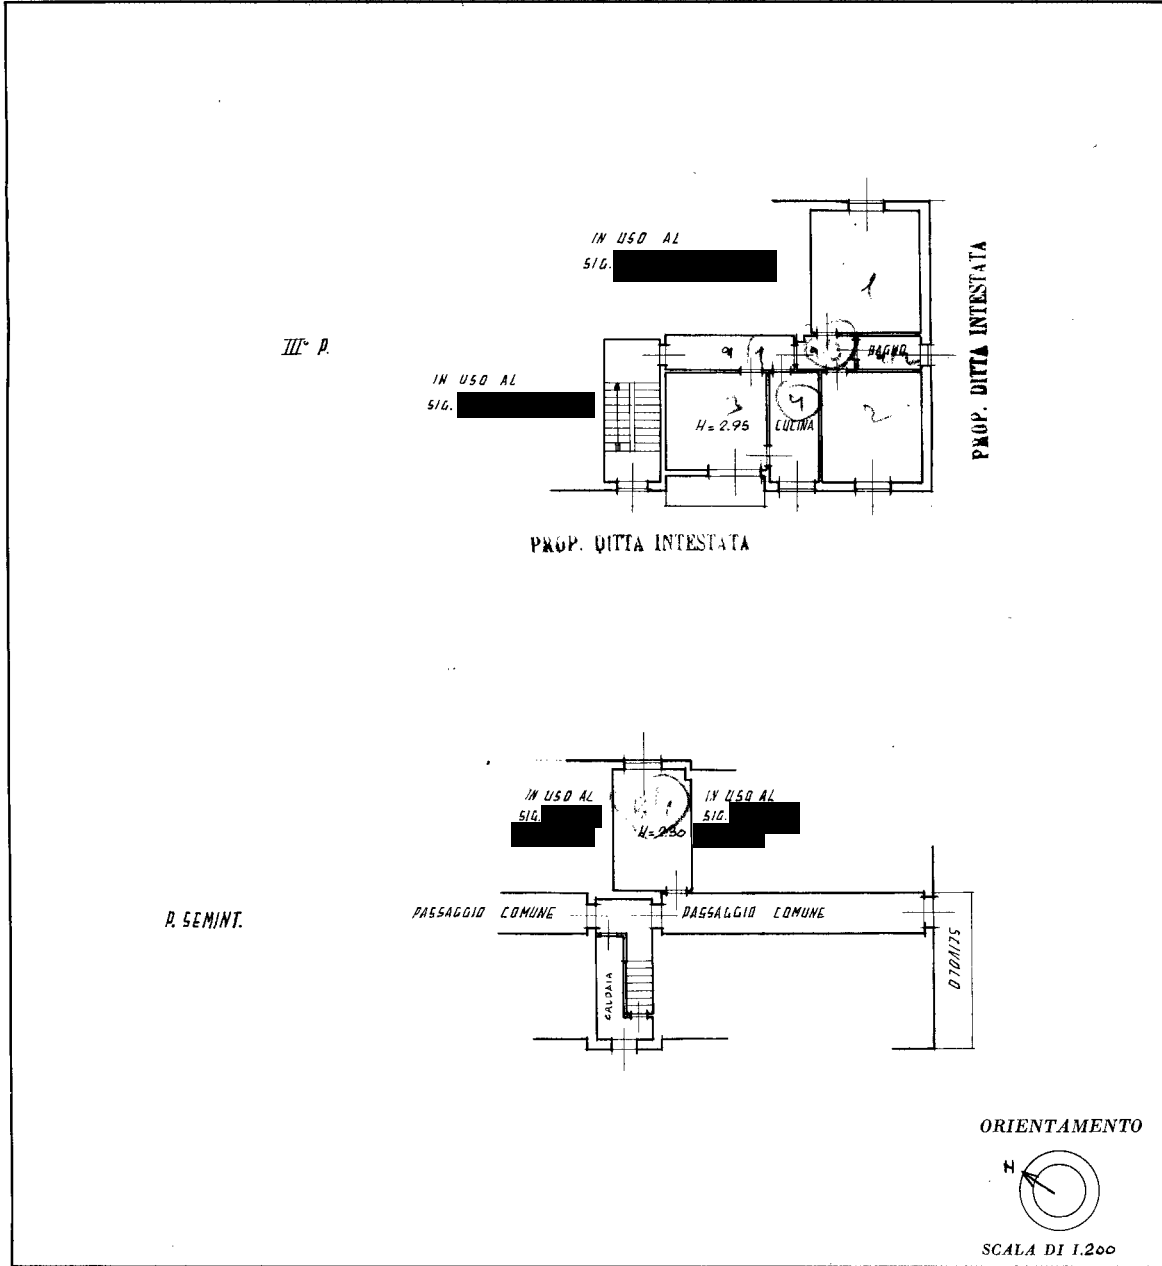 IN USO AL
SIG.
III° P.
1
PROP. DITTA INTESTATA
BAGNO
IN USO AL
SIG.
3
H = 2.95
4
CUCINA
2
PROP. DITTA INTESTATA
IN USO AL
SIG.
IN USO AL
SIG.
H = 2.30
P. SEMINT.
PASSAGGIO COMUNE
PASSAGGIO COMUNE
CALDAIA
ORIENTAMENTO
N
SCALA DI 1.200